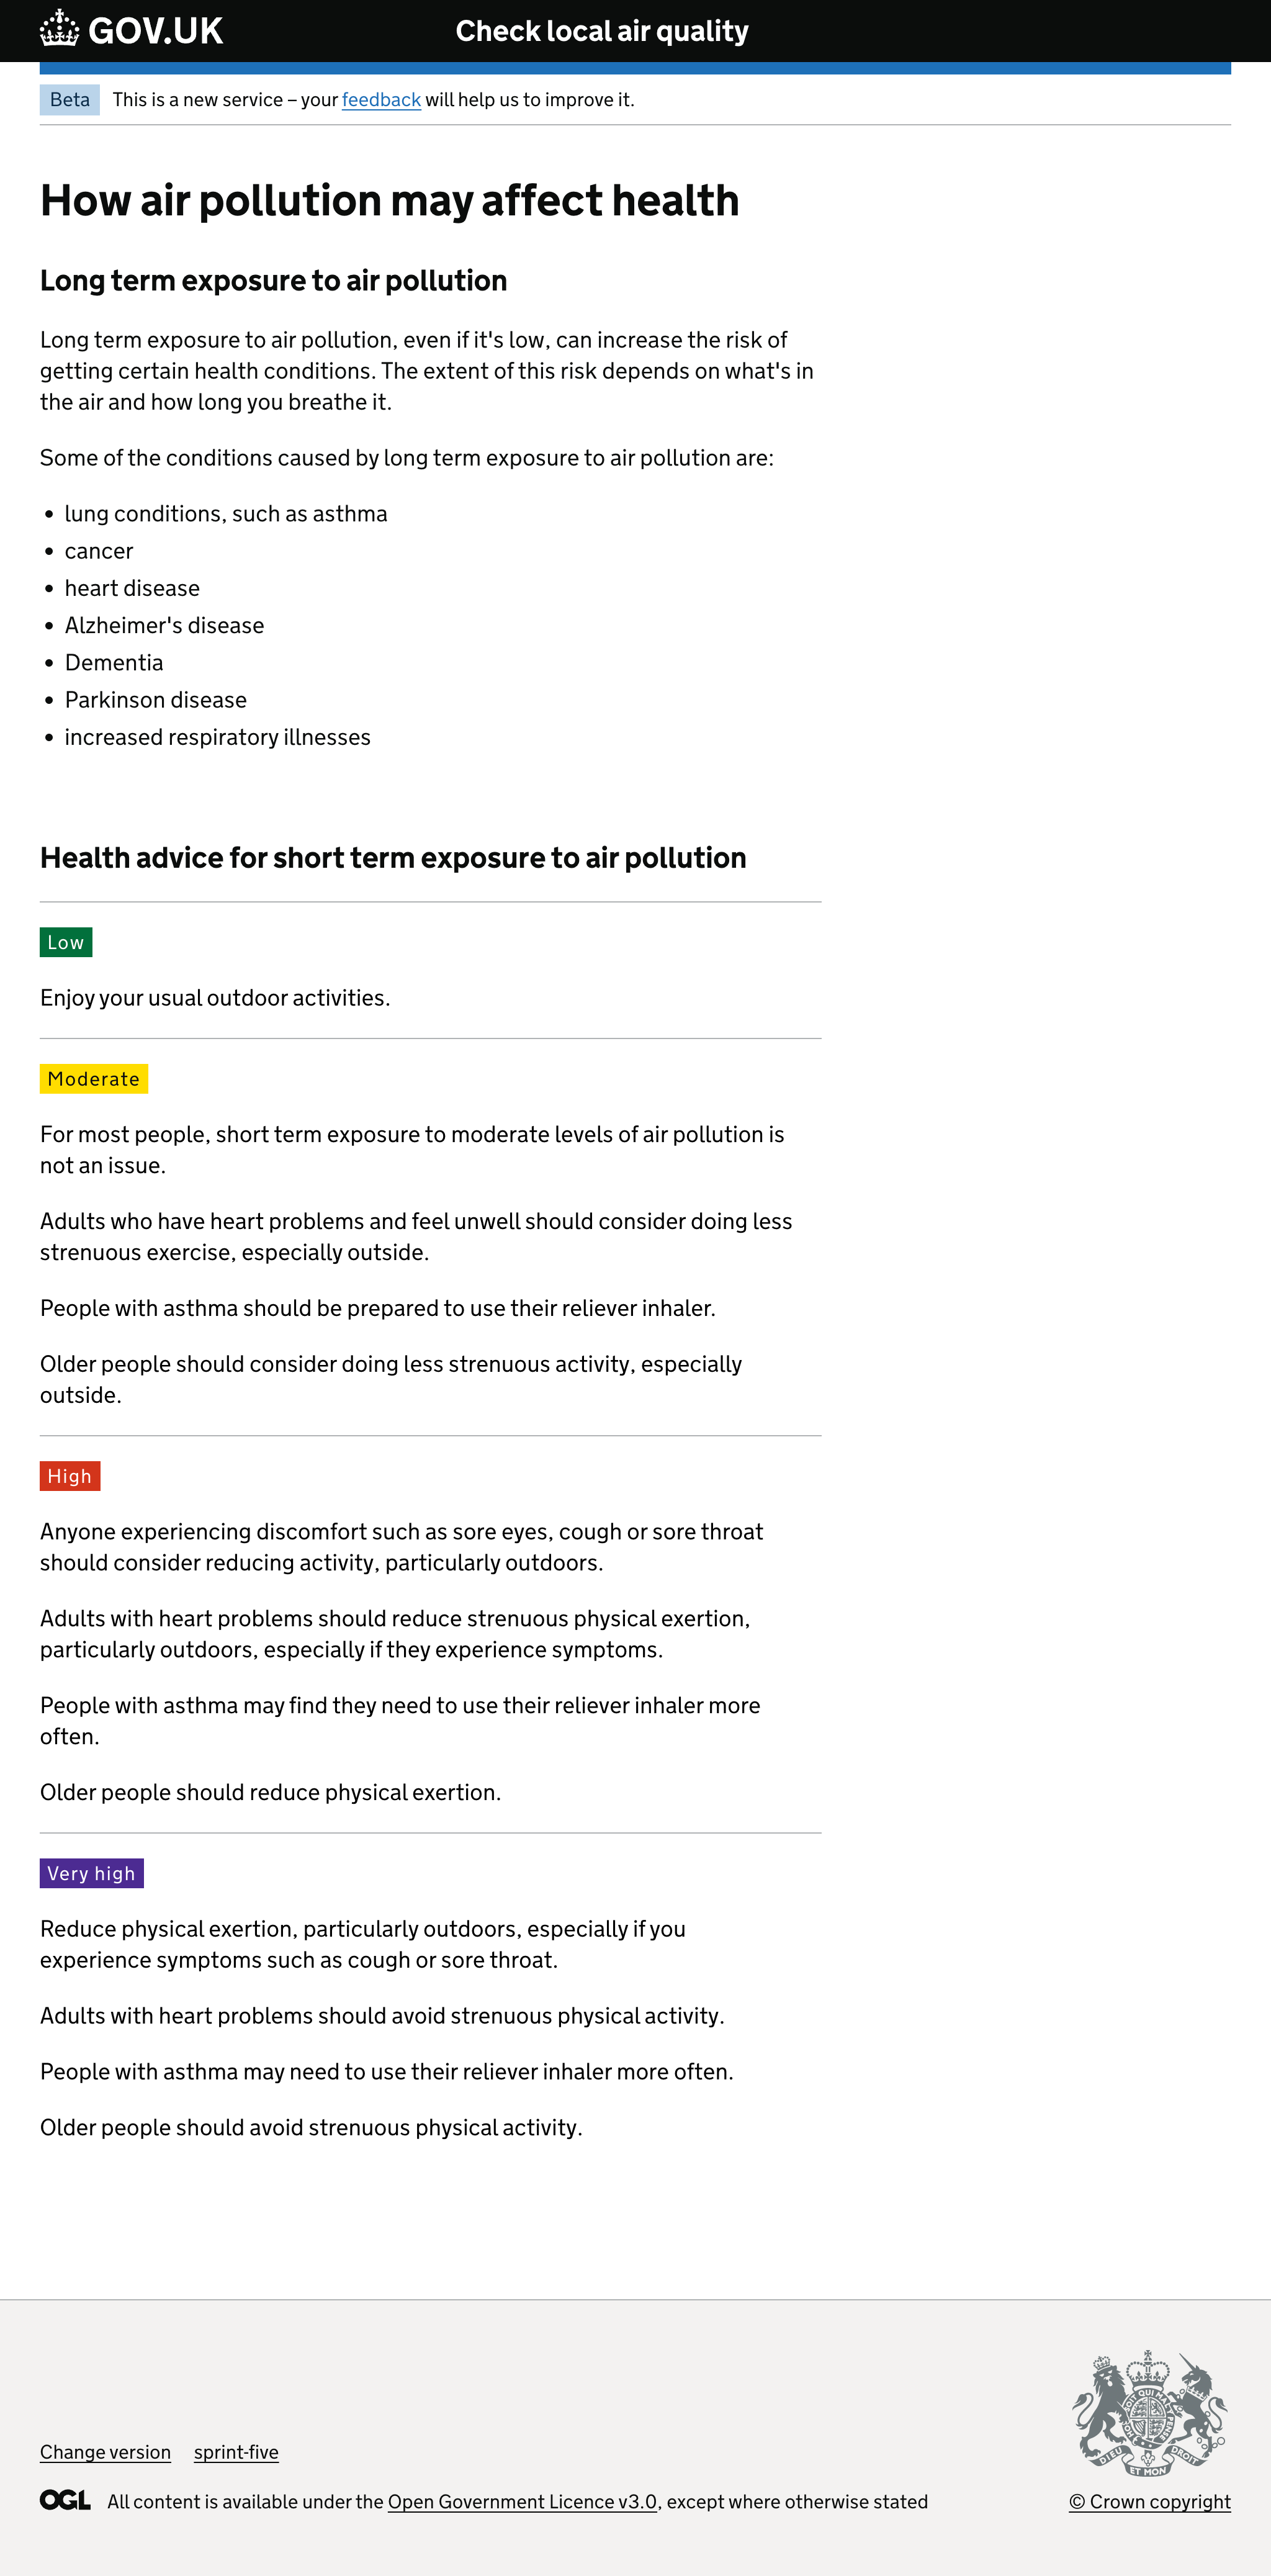 GOV.UK
Check local air quality
Beta This is a new service – your feedback will help us to improve it.
How air pollution may affect health
Long term exposure to air pollution
Long term exposure to air pollution, even if it's low, can increase the risk of
getting certain health conditions. The extent of this risk depends on what's in
the air and how long you breathe it.
Some of the conditions caused by long term exposure to air pollution are:
• lung conditions, such as asthma
• cancer
• heart disease
• Alzheimer's disease
• Dementia
• Parkinson disease
• increased respiratory illnesses
Health advice for short term exposure to air pollution
Low
Enjoy your usual outdoor activities.
Moderate
For most people, short term exposure to moderate levels of air pollution is
not an issue.
Adults who have heart problems and feel unwell should consider doing less
strenuous exercise, especially outside.
People with asthma should be prepared to use their reliever inhaler.
Older people should consider doing less strenuous activity, especially
outside.
High
Anyone experiencing discomfort such as sore eyes, cough or sore throat
should consider reducing activity, particularly outdoors.
Adults with heart problems should reduce strenuous physical exertion,
particularly outdoors, especially if they experience symptoms.
People with asthma may find they need to use their reliever inhaler more
often.
Older people should reduce physical exertion.
Very high
Reduce physical exertion, particularly outdoors, especially if you
experience symptoms such as cough or sore throat.
Adults with heart problems should avoid strenuous physical activity.
People with asthma may need to use their reliever inhaler more often.
Older people should avoid strenuous physical activity.
DIEU ET MON DROIT
Change version sprint-five
OGL All content is available under the Open Government Licence v3.0, except where otherwise stated
© Crown copyright